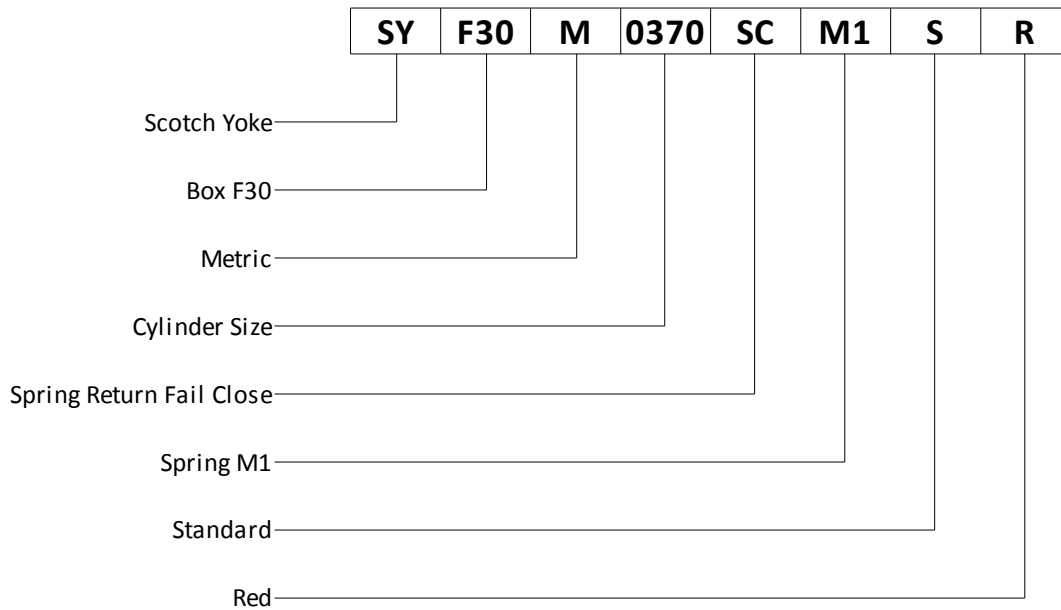 SY F30 M 0370 SC M1 S R
Scotch Yoke
Box F30
Metric
Cylinder Size
Spring Return Fail Close
Spring M1
Standard
Red